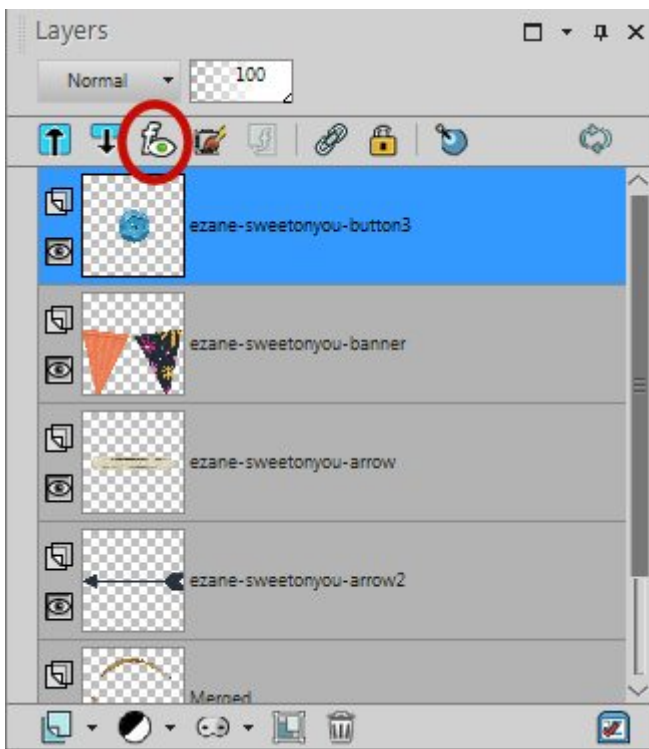 Layers
Normal
100
ezane-sweetonyou-button3
ezane-sweetonyou-banner
ezane-sweetonyou-arrow
ezane-sweetonyou-arrow2
Merged